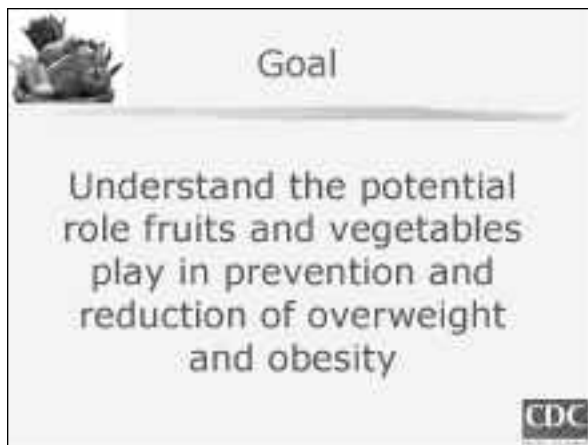 Goal
Understand the potential
role fruits and vegetables
play in prevention and
reduction of overweight
and obesity
CDC